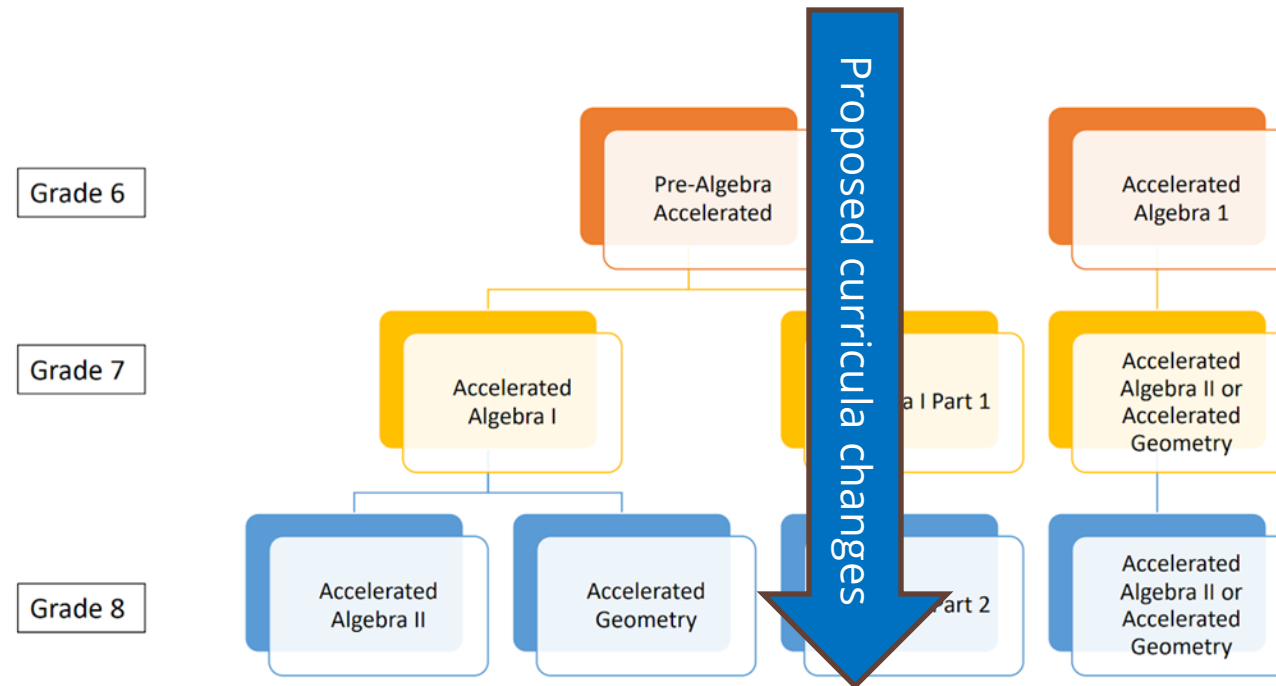 Proposed curricula changes
Grade 6
Pre-Algebra
Accelerated
Accelerated
Algebra 1
Grade 7
Accelerated
Algebra I
a I Part 1
Accelerated
Algebra II or
Accelerated
Geometry
Grade 8
Accelerated
Algebra II
Accelerated
Geometry
Part 2
Accelerated
Algebra II or
Accelerated
Geometry